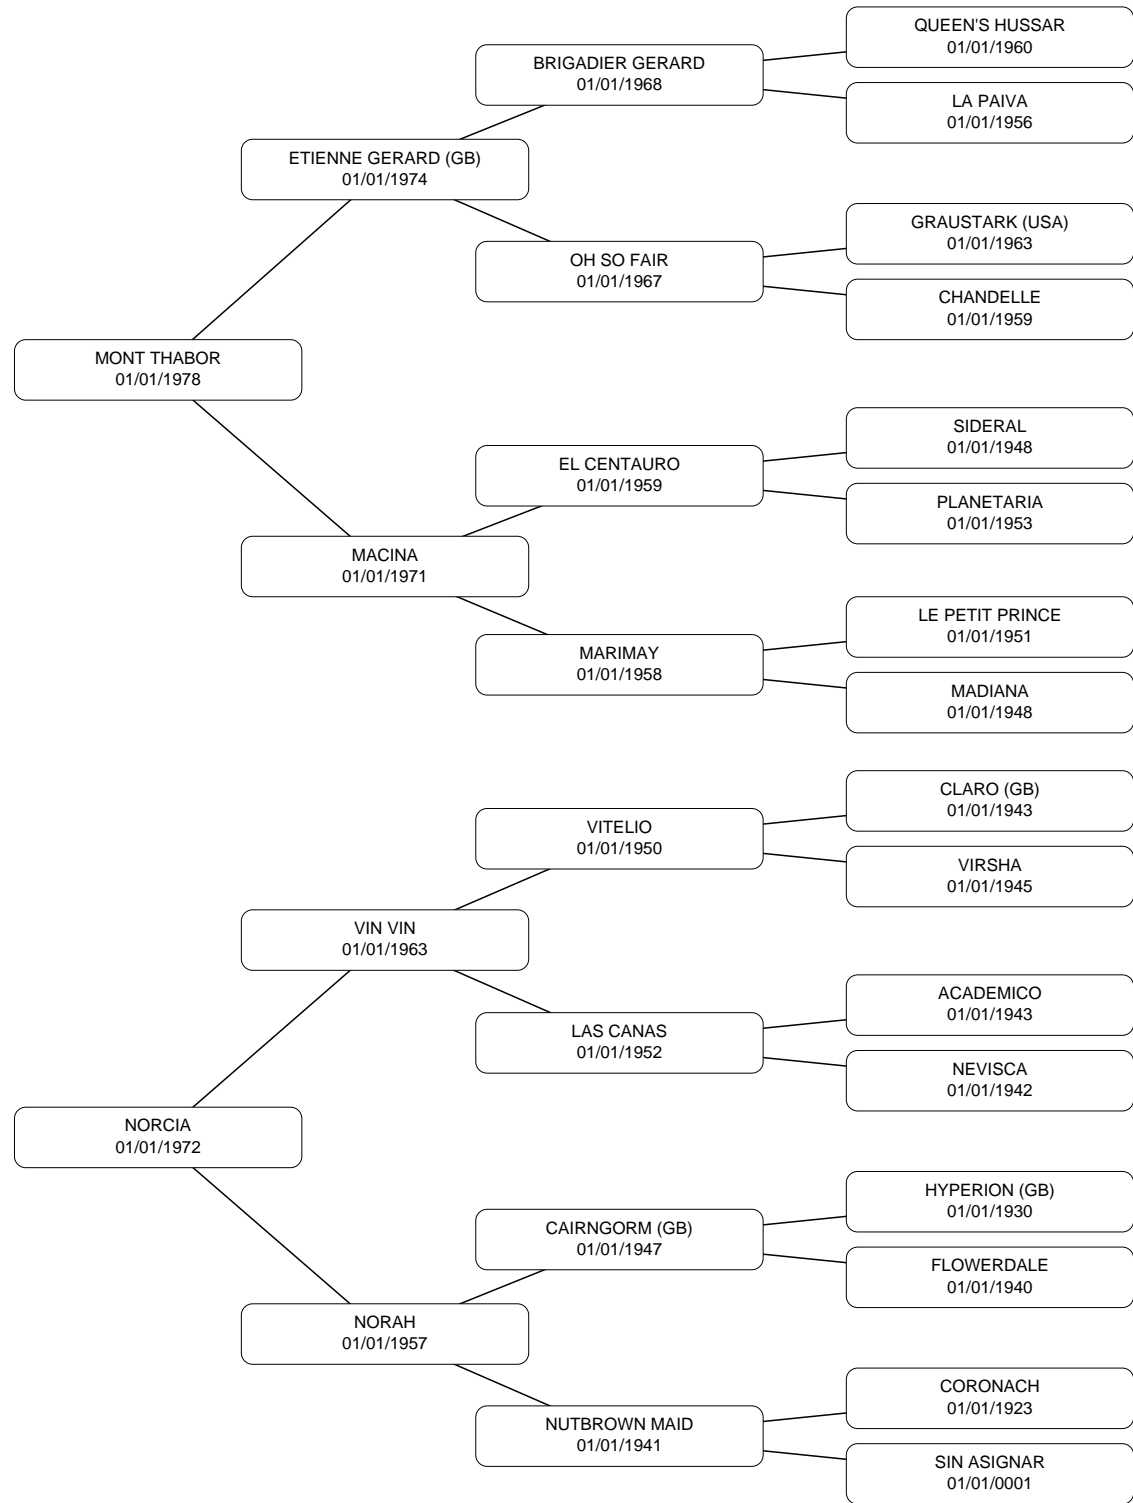 QUEEN'S HUSSAR
01/01/1960
BRIGADIER GERARD
01/01/1968
LA PAIVA
01/01/1956
ETIENNE GERARD (GB)
01/01/1974
GRAUSTARK (USA)
01/01/1963
OH SO FAIR
01/01/1967
CHANDELLE
01/01/1959
MONT THABOR
01/01/1978
SIDERAL
01/01/1948
EL CENTAURO
01/01/1959
PLANETARIA
01/01/1953
MACINA
01/01/1971
LE PETIT PRINCE
01/01/1951
MARIMAY
01/01/1958
MADIANA
01/01/1948
CLARO (GB)
01/01/1943
VITELIO
01/01/1950
VIRSHA
01/01/1945
VIN VIN
01/01/1963
ACADEMICO
01/01/1943
LAS CANAS
01/01/1952
NEVISCA
01/01/1942
NORCIA
01/01/1972
HYPERION (GB)
01/01/1930
CAIRNGORM (GB)
01/01/1947
FLOWERDALE
01/01/1940
NORAH
01/01/1957
CORONACH
01/01/1923
NUTBROWN MAID
01/01/1941
SIN ASIGNAR
01/01/0001